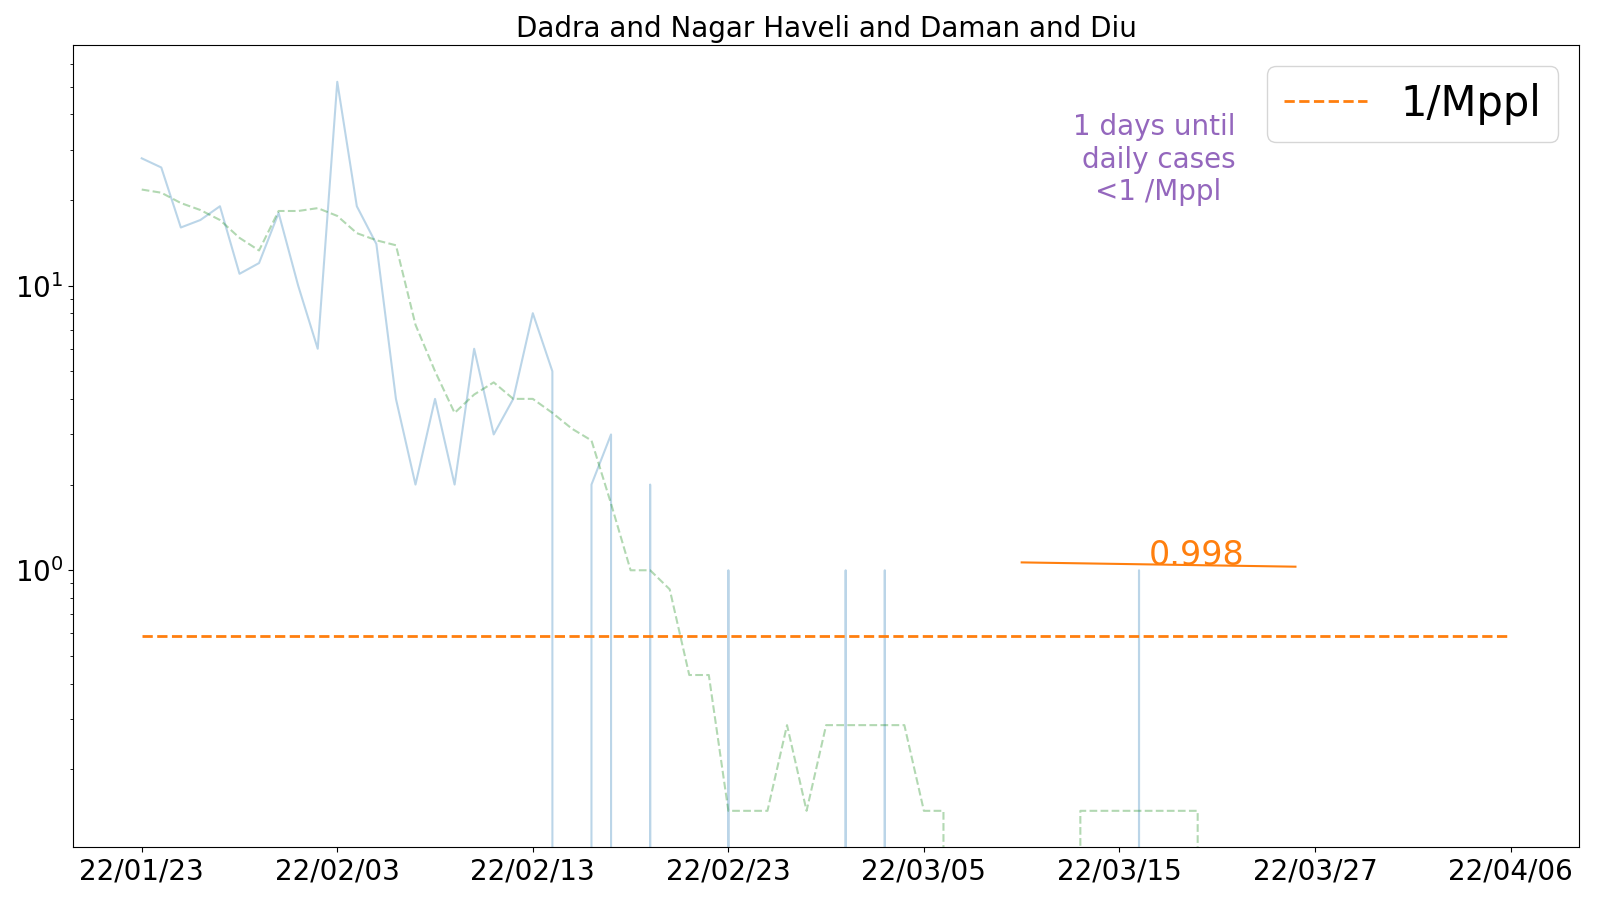 Dadra and Nagar Haveli and Daman and Diu
1/Mppl
1 days until
daily cases
<1 /Mppl
10¹
10⁰
0.998
22/01/23 22/02/03 22/02/13 22/02/23 22/03/05 22/03/15 22/03/27 22/04/06